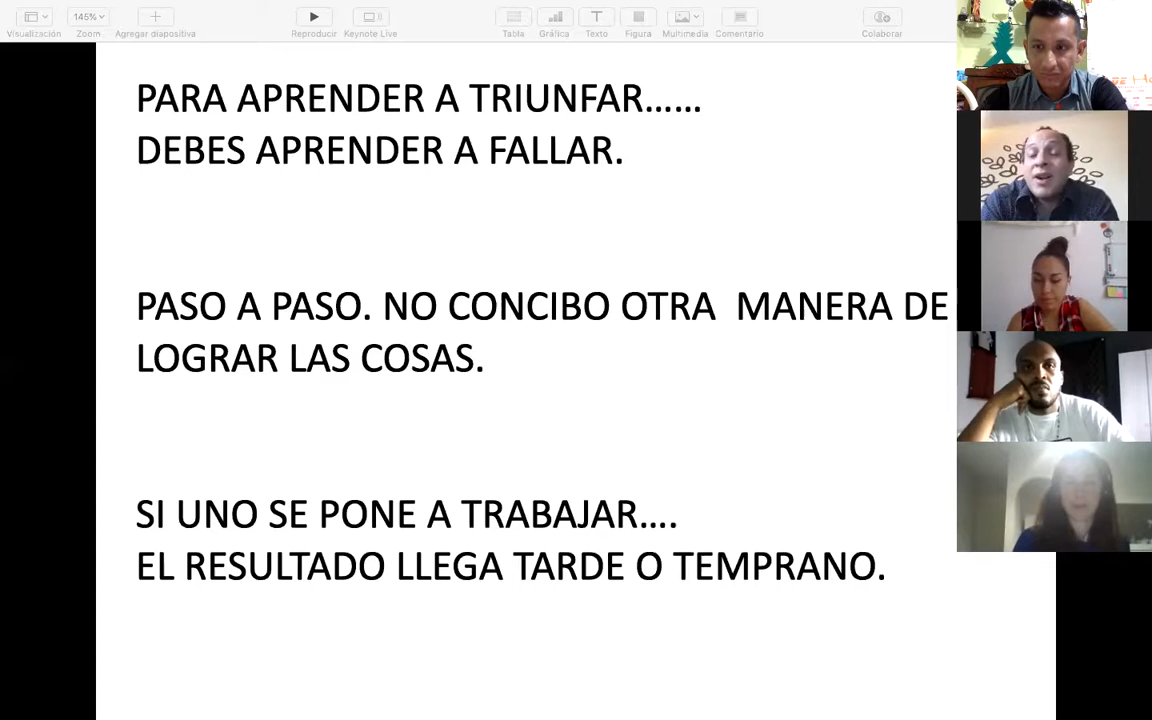 145%
Visualización
Zoom
Agregar diapositiva
Reproducir
Keynote Live
Tabla
Gráfica
Texto
Figura
Multimedia
Comentario
Colaborar
PARA APRENDER A TRIUNFAR......
DEBES APRENDER A FALLAR.
PASO A PASO. NO CONCIBO OTRA  MANERA DE
LOGRAR LAS COSAS.
SI UNO SE PONE A TRABAJAR....
EL RESULTADO LLEGA TARDE O TEMPRANO.